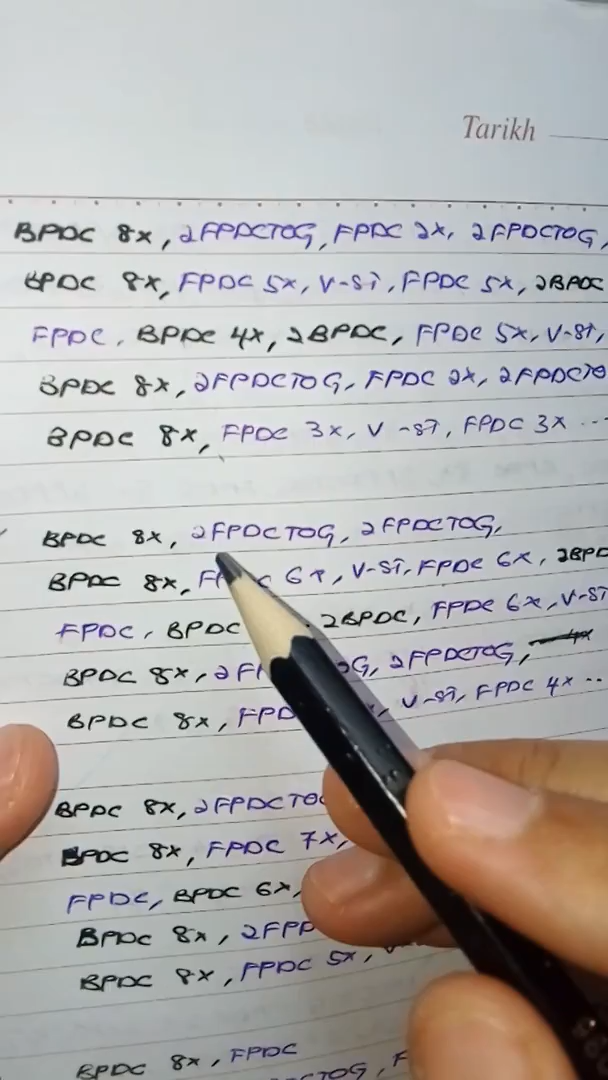 Tarikh
BPDC 8x, 2FPDCTOG, FPDC 2x, 2FPDCTOG,
BPDC 8x, FPDC 5x, V-ST, FPDC 5x, 2BPDC
FPDC, BPDC 4x, 2BPDC, FPDC 5x, V-ST,
BPDC 8x, 2FPDCTOG, FPDC 2x, 2FPDCTO
BPDC 8x, FPDC 3x, V-ST, FPDC 3x ...
BPDC 8x, 2FPDCTOG, 2FPDCTOG,
BPDC 8x, 6x, V-ST, FPDC 6x, 2BPD
FPDC, BPDC 2BPDC, FPDC 6x, V-ST
BPDC 8x, 2FPDCTOG,
BPDC 8x, V-ST, FPDC 4x ..
BPDC 8x, 2FPDCTO
BPDC 8x, FPDC 7x,
FPDC, BPDC 6x,
BPDC 8x,
BPDC 8x, FPDC 5x,
BPDC 8x, FPDC